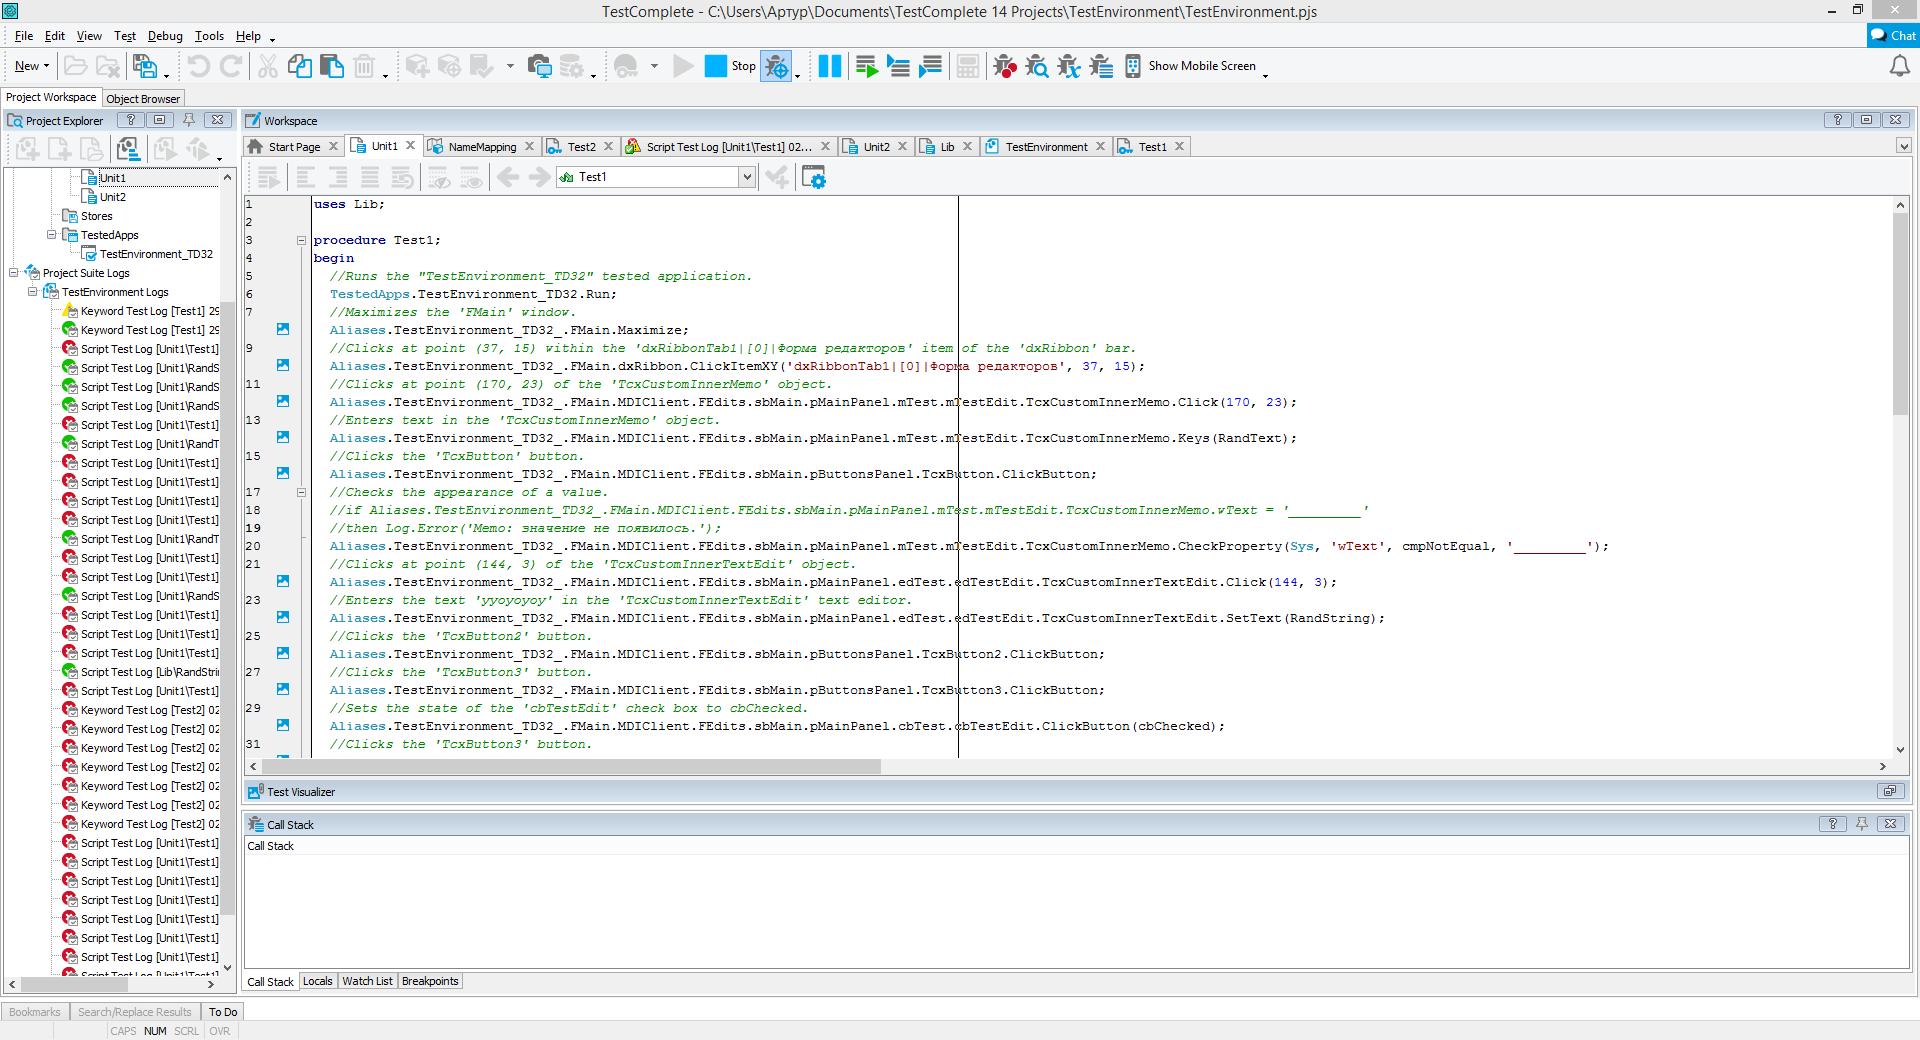 TestComplete - C:\Users\Артур\Documents\TestComplete 14 Projects\TestEnvironment\TestEnvironment.pjs
File Edit View Test Debug Tools Help
Chat
New Stop Show Mobile Screen
Project Workspace Object Browser
Project Explorer
Workspace
Start Page Unit1 NameMapping Test2 Script Test Log [Unit1\Test1] 02... Unit2 Lib TestEnvironment Test1
Test1
Unit1
Unit2
Stores
TestedApps
TestEnvironment_TD32
Project Suite Logs
TestEnvironment Logs
Keyword Test Log [Test1] 29
Keyword Test Log [Test1] 29
Script Test Log [Unit1\Test1]
Script Test Log [Unit1\RandS
Script Test Log [Unit1\RandS
Script Test Log [Unit1\RandS
Script Test Log [Unit1\Test1]
Script Test Log [Unit1\RandT
Script Test Log [Unit1\Test1]
Script Test Log [Unit1\Test1]
Script Test Log [Unit1\Test1]
Script Test Log [Unit1\Test1]
Script Test Log [Unit1\RandT
Script Test Log [Unit1\Test1]
Script Test Log [Unit1\Test1]
Script Test Log [Unit1\RandS
Script Test Log [Unit1\Test1]
Script Test Log [Unit1\Test1]
Script Test Log [Unit1\Test1]
Script Test Log [Lib\RandStri
Script Test Log [Unit1\Test1]
Keyword Test Log [Test2] 02
Keyword Test Log [Test2] 02
Keyword Test Log [Test2] 02
Keyword Test Log [Test2] 02
Keyword Test Log [Test2] 02
Keyword Test Log [Test2] 02
Keyword Test Log [Test2] 02
Script Test Log [Unit1\Test1]
Script Test Log [Unit1\Test1]
Script Test Log [Unit1\Test1]
Script Test Log [Unit1\Test1]
Script Test Log [Unit1\Test1]
Script Test Log [Unit1\Test1]
Script Test Log [Unit1\Test1]
Script Test Log [Unit1\Test1]
1 uses Lib;
2
3 procedure Test1;
4 begin
5 //Runs the "TestEnvironment_TD32" tested application.
6 TestedApps.TestEnvironment_TD32.Run;
7 //Maximizes the 'FMain' window.
Aliases.TestEnvironment_TD32_.FMain.Maximize;
9 //Clicks at point (37, 15) within the 'dxRibbonTab1|[0]|Форма редакторов' item of the 'dxRibbon' bar.
Aliases.TestEnvironment_TD32_.FMain.dxRibbon.ClickItemXY('dxRibbonTab1|[0]|Форма редакторов', 37, 15);
11 //Clicks at point (170, 23) of the 'TcxCustomInnerMemo' object.
Aliases.TestEnvironment_TD32_.FMain.MDIClient.FEdits.sbMain.pMainPanel.mTest.mTestEdit.TcxCustomInnerMemo.Click(170, 23);
13 //Enters text in the 'TcxCustomInnerMemo' object.
Aliases.TestEnvironment_TD32_.FMain.MDIClient.FEdits.sbMain.pMainPanel.mTest.mTestEdit.TcxCustomInnerMemo.Keys(RandText);
15 //Clicks the 'TcxButton' button.
Aliases.TestEnvironment_TD32_.FMain.MDIClient.FEdits.sbMain.pButtonsPanel.TcxButton.ClickButton;
17 //Checks the appearance of a value.
18 //if Aliases.TestEnvironment_TD32_.FMain.MDIClient.FEdits.sbMain.pMainPanel.mTest.mTestEdit.TcxCustomInnerMemo.wText = '_________'
19 //then Log.Error('Memo: значение не появилось.');
20 Aliases.TestEnvironment_TD32_.FMain.MDIClient.FEdits.sbMain.pMainPanel.mTest.mTestEdit.TcxCustomInnerMemo.CheckProperty(Sys, 'wText', cmpNotEqual, '_________');
21 //Clicks at point (144, 3) of the 'TcxCustomInnerTextEdit' object.
Aliases.TestEnvironment_TD32_.FMain.MDIClient.FEdits.sbMain.pMainPanel.edTest.edTestEdit.TcxCustomInnerTextEdit.Click(144, 3);
23 //Enters the text 'yyoyoyoy' in the 'TcxCustomInnerTextEdit' text editor.
Aliases.TestEnvironment_TD32_.FMain.MDIClient.FEdits.sbMain.pMainPanel.edTest.edTestEdit.TcxCustomInnerTextEdit.SetText(RandString);
25 //Clicks the 'TcxButton2' button.
Aliases.TestEnvironment_TD32_.FMain.MDIClient.FEdits.sbMain.pButtonsPanel.TcxButton2.ClickButton;
27 //Clicks the 'TcxButton3' button.
Aliases.TestEnvironment_TD32_.FMain.MDIClient.FEdits.sbMain.pButtonsPanel.TcxButton3.ClickButton;
29 //Sets the state of the 'cbTestEdit' check box to cbChecked.
Aliases.TestEnvironment_TD32_.FMain.MDIClient.FEdits.sbMain.pMainPanel.cbTest.cbTestEdit.ClickButton(cbChecked);
31 //Clicks the 'TcxButton3' button.
Test Visualizer
Call Stack
Call Stack
Call Stack Locals Watch List Breakpoints
Bookmarks Search/Replace Results To Do
CAPS NUM SCRL OVR